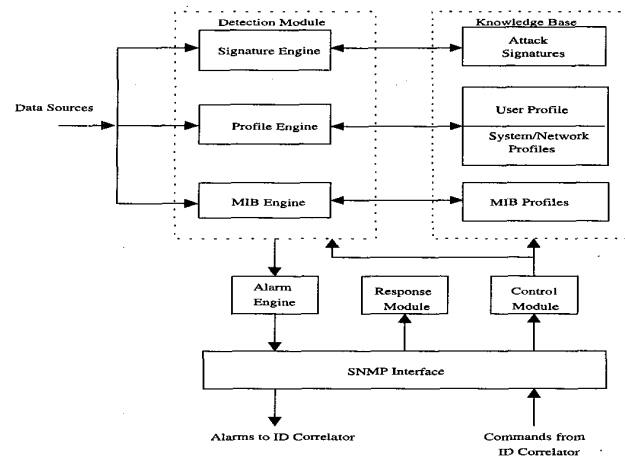 Detection Module
Knowledge Base
Signature Engine
Attack
Signatures
Data Sources
Profile Engine
User Profile
System/Network
Profiles
MIB Engine
MIB Profiles
Alarm
Engine
Response
Module
Control
Module
SNMP Interface
Alarms to ID Correlator
Commands from
ID Correlator